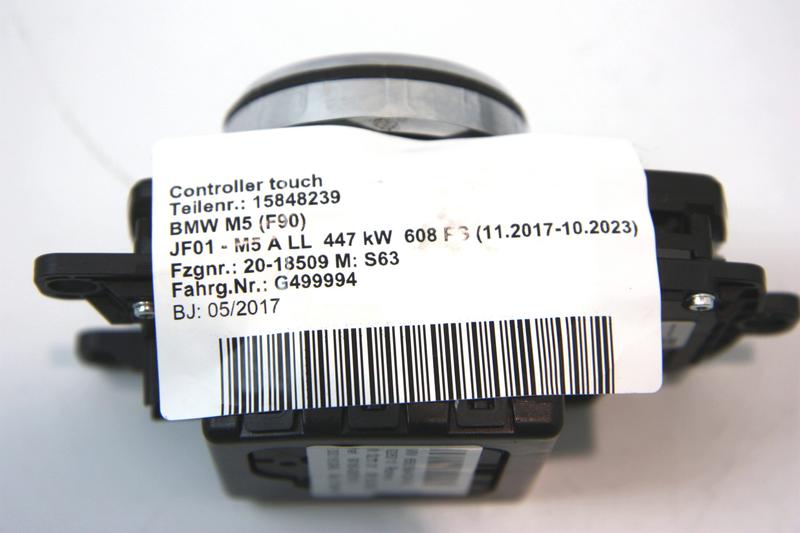 Controller touch
Teilenr.: 15848239
BMW M5 (F90)
JF01 - M5 A LL 447 kW 608 PS (11.2017-10.2023)
Fzgnr.: 20-18509 M: S63
Fahrg.Nr.: G499994
BJ: 05/2017